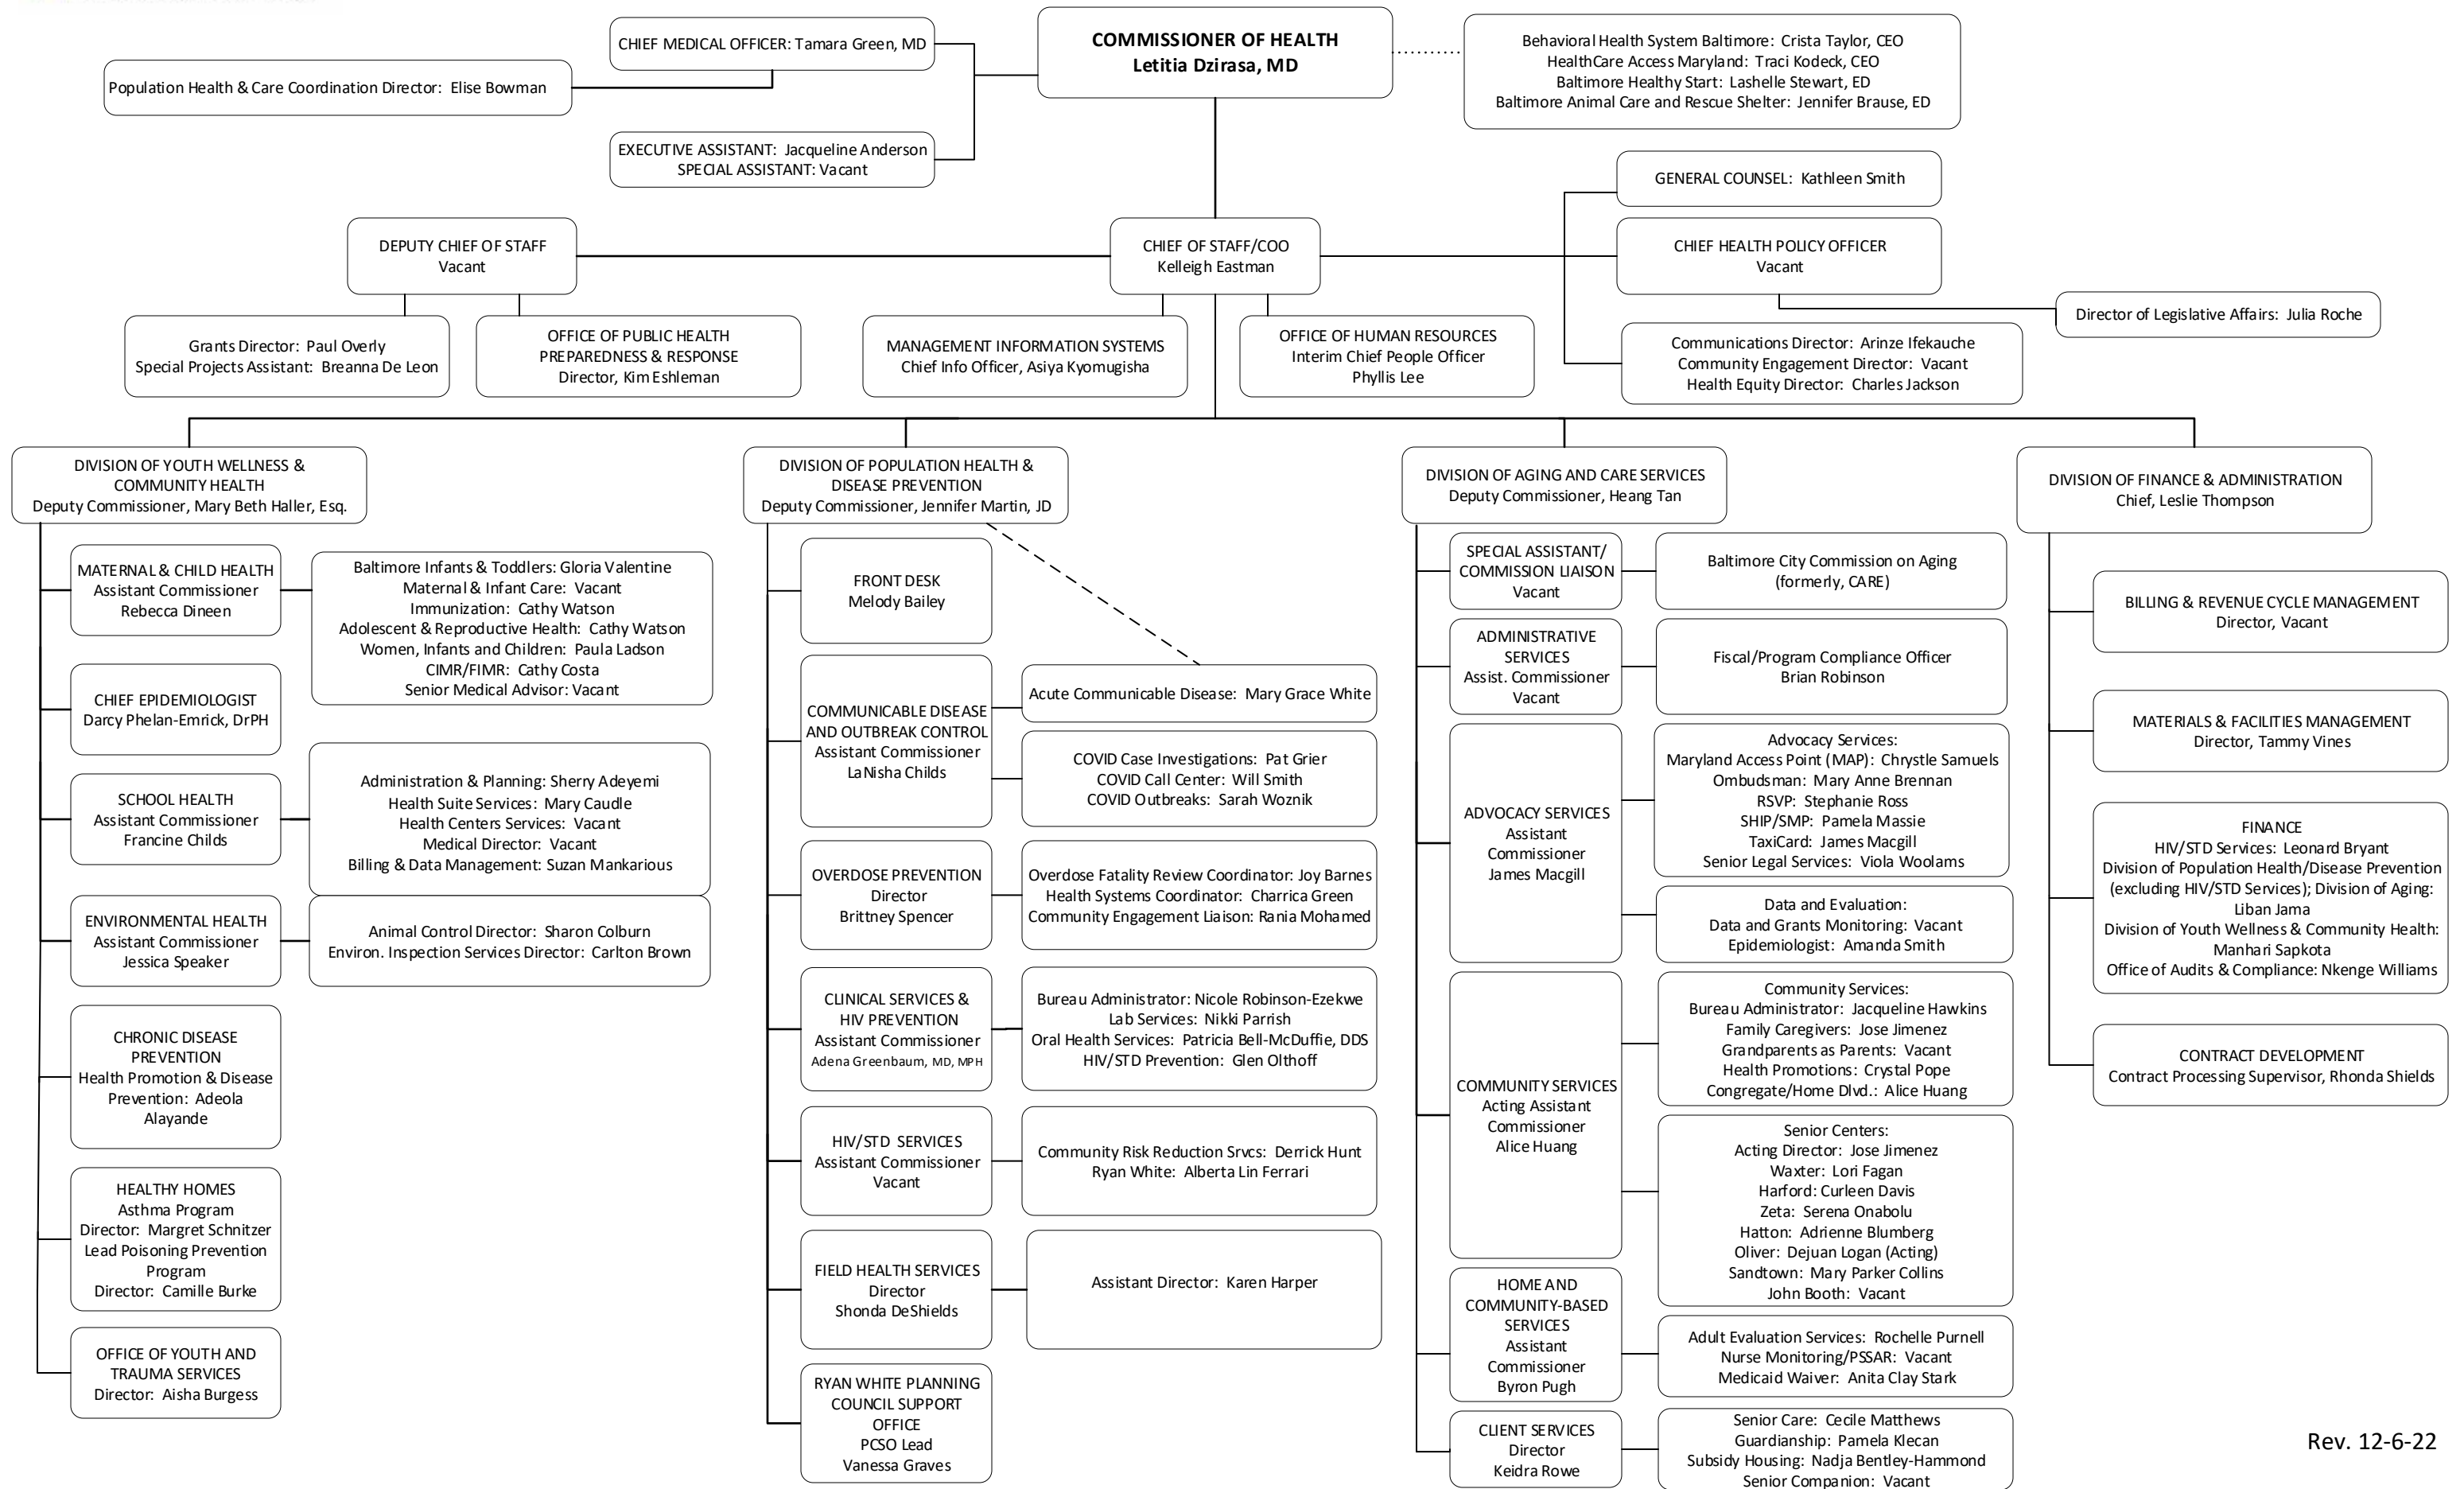 COMMISSIONER OF HEALTH
Letitia Dzirasa, MD
CHIEF MEDICAL OFFICER: Tamara Green, MD
Population Health & Care Coordination Director: Elise Bowman
EXECUTIVE ASSISTANT: Jacqueline Anderson
SPECIAL ASSISTANT: Vacant
Behavioral Health System Baltimore: Crista Taylor, CEO
HealthCare Access Maryland: Traci Kodeck, CEO
Baltimore Healthy Start: Lashelle Stewart, ED
Baltimore Animal Care and Rescue Shelter: Jennifer Brause, ED
GENERAL COUNSEL: Kathleen Smith
DEPUTY CHIEF OF STAFF
Vacant
CHIEF OF STAFF/COO
Kelleigh Eastman
CHIEF HEALTH POLICY OFFICER
Vacant
Director of Legislative Affairs: Julia Roche
Grants Director: Paul Overly
Special Projects Assistant: Breanna De Leon
OFFICE OF PUBLIC HEALTH
PREPAREDNESS & RESPONSE
Director, Kim Eshleman
MANAGEMENT INFORMATION SYSTEMS
Chief Info Officer, Asiya Kyomugisha
OFFICE OF HUMAN RESOURCES
Interim Chief People Officer
Phyllis Lee
Communications Director: Arinze Ifekauche
Community Engagement Director: Vacant
Health Equity Director: Charles Jackson
DIVISION OF YOUTH WELLNESS &
COMMUNITY HEALTH
Deputy Commissioner, Mary Beth Haller, Esq.
MATERNAL & CHILD HEALTH
Assistant Commissioner
Rebecca Dineen
Baltimore Infants & Toddlers: Gloria Valentine
Maternal & Infant Care: Vacant
Immunization: Cathy Watson
Adolescent & Reproductive Health: Cathy Watson
Women, Infants and Children: Paula Ladson
CIMR/FIMR: Cathy Costa
Senior Medical Advisor: Vacant
CHIEF EPIDEMIOLOGIST
Darcy Phelan-Emrick, DrPH
SCHOOL HEALTH
Assistant Commissioner
Francine Childs
Administration & Planning: Sherry Adeyemi
Health Suite Services: Mary Caudle
Health Centers Services: Vacant
Medical Director: Vacant
Billing & Data Management: Suzan Mankarious
ENVIRONMENTAL HEALTH
Assistant Commissioner
Jessica Speaker
Animal Control Director: Sharon Colburn
Environ. Inspection Services Director: Carlton Brown
CHRONIC DISEASE
PREVENTION
Health Promotion & Disease
Prevention: Adeola
Alayande
HEALTHY HOMES
Asthma Program
Director: Margret Schnitzer
Lead Poisoning Prevention
Program
Director: Camille Burke
OFFICE OF YOUTH AND
TRAUMA SERVICES
Director: Aisha Burgess
DIVISION OF POPULATION HEALTH &
DISEASE PREVENTION
Deputy Commissioner, Jennifer Martin, JD
FRONT DESK
Melody Bailey
COMMUNICABLE DISEASE
AND OUTBREAK CONTROL
Assistant Commissioner
LaNisha Childs
Acute Communicable Disease: Mary Grace White
COVID Case Investigations: Pat Grier
COVID Call Center: Will Smith
COVID Outbreaks: Sarah Woznik
OVERDOSE PREVENTION
Director
Brittney Spencer
Overdose Fatality Review Coordinator: Joy Barnes
Health Systems Coordinator: Charrica Green
Community Engagement Liaison: Rania Mohamed
CLINICAL SERVICES &
HIV PREVENTION
Assistant Commissioner
Adena Greenbaum, MD, MPH
Bureau Administrator: Nicole Robinson-Ezekwe
Lab Services: Nikki Parrish
Oral Health Services: Patricia Bell-McDuffie, DDS
HIV/STD Prevention: Glen Olthoff
HIV/STD SERVICES
Assistant Commissioner
Vacant
Community Risk Reduction Srvcs: Derrick Hunt
Ryan White: Alberta Lin Ferrari
FIELD HEALTH SERVICES
Director
Shonda DeShields
Assistant Director: Karen Harper
RYAN WHITE PLANNING
COUNCIL SUPPORT
OFFICE
PCSO Lead
Vanessa Graves
DIVISION OF AGING AND CARE SERVICES
Deputy Commissioner, Heang Tan
SPECIAL ASSISTANT/
COMMISSION LIAISON
Vacant
Baltimore City Commission on Aging
(formerly, CARE)
ADMINISTRATIVE
SERVICES
Assist. Commissioner
Vacant
Fiscal/Program Compliance Officer
Brian Robinson
ADVOCACY SERVICES
Assistant
Commissioner
James Macgill
Advocacy Services:
Maryland Access Point (MAP): Chrystle Samuels
Ombudsman: Mary Anne Brennan
RSVP: Stephanie Ross
SHIP/SMP: Pamela Massie
TaxiCard: James Macgill
Senior Legal Services: Viola Woolams
Data and Evaluation:
Data and Grants Monitoring: Vacant
Epidemiologist: Amanda Smith
COMMUNITY SERVICES
Acting Assistant
Commissioner
Alice Huang
Community Services:
Bureau Administrator: Jacqueline Hawkins
Family Caregivers: Jose Jimenez
Grandparents as Parents: Vacant
Health Promotions: Crystal Pope
Congregate/Home Dlvd.: Alice Huang
Senior Centers:
Acting Director: Jose Jimenez
Waxter: Lori Fagan
Harford: Curleen Davis
Zeta: Serena Onabolu
Hatton: Adrienne Blumberg
Oliver: Dejuan Logan (Acting)
Sandtown: Mary Parker Collins
John Booth: Vacant
HOME AND
COMMUNITY-BASED
SERVICES
Assistant
Commissioner
Byron Pugh
Adult Evaluation Services: Rochelle Purnell
Nurse Monitoring/PSSAR: Vacant
Medicaid Waiver: Anita Clay Stark
CLIENT SERVICES
Director
Keidra Rowe
Senior Care: Cecile Matthews
Guardianship: Pamela Klecan
Subsidy Housing: Nadja Bentley-Hammond
Senior Companion: Vacant
DIVISION OF FINANCE & ADMINISTRATION
Chief, Leslie Thompson
BILLING & REVENUE CYCLE MANAGEMENT
Director, Vacant
MATERIALS & FACILITIES MANAGEMENT
Director, Tammy Vines
FINANCE
HIV/STD Services: Leonard Bryant
Division of Population Health/Disease Prevention
(excluding HIV/STD Services); Division of Aging:
Liban Jama
Division of Youth Wellness & Community Health:
Manhari Sapkota
Office of Audits & Compliance: Nkenge Williams
CONTRACT DEVELOPMENT
Contract Processing Supervisor, Rhonda Shields
Rev. 12-6-22